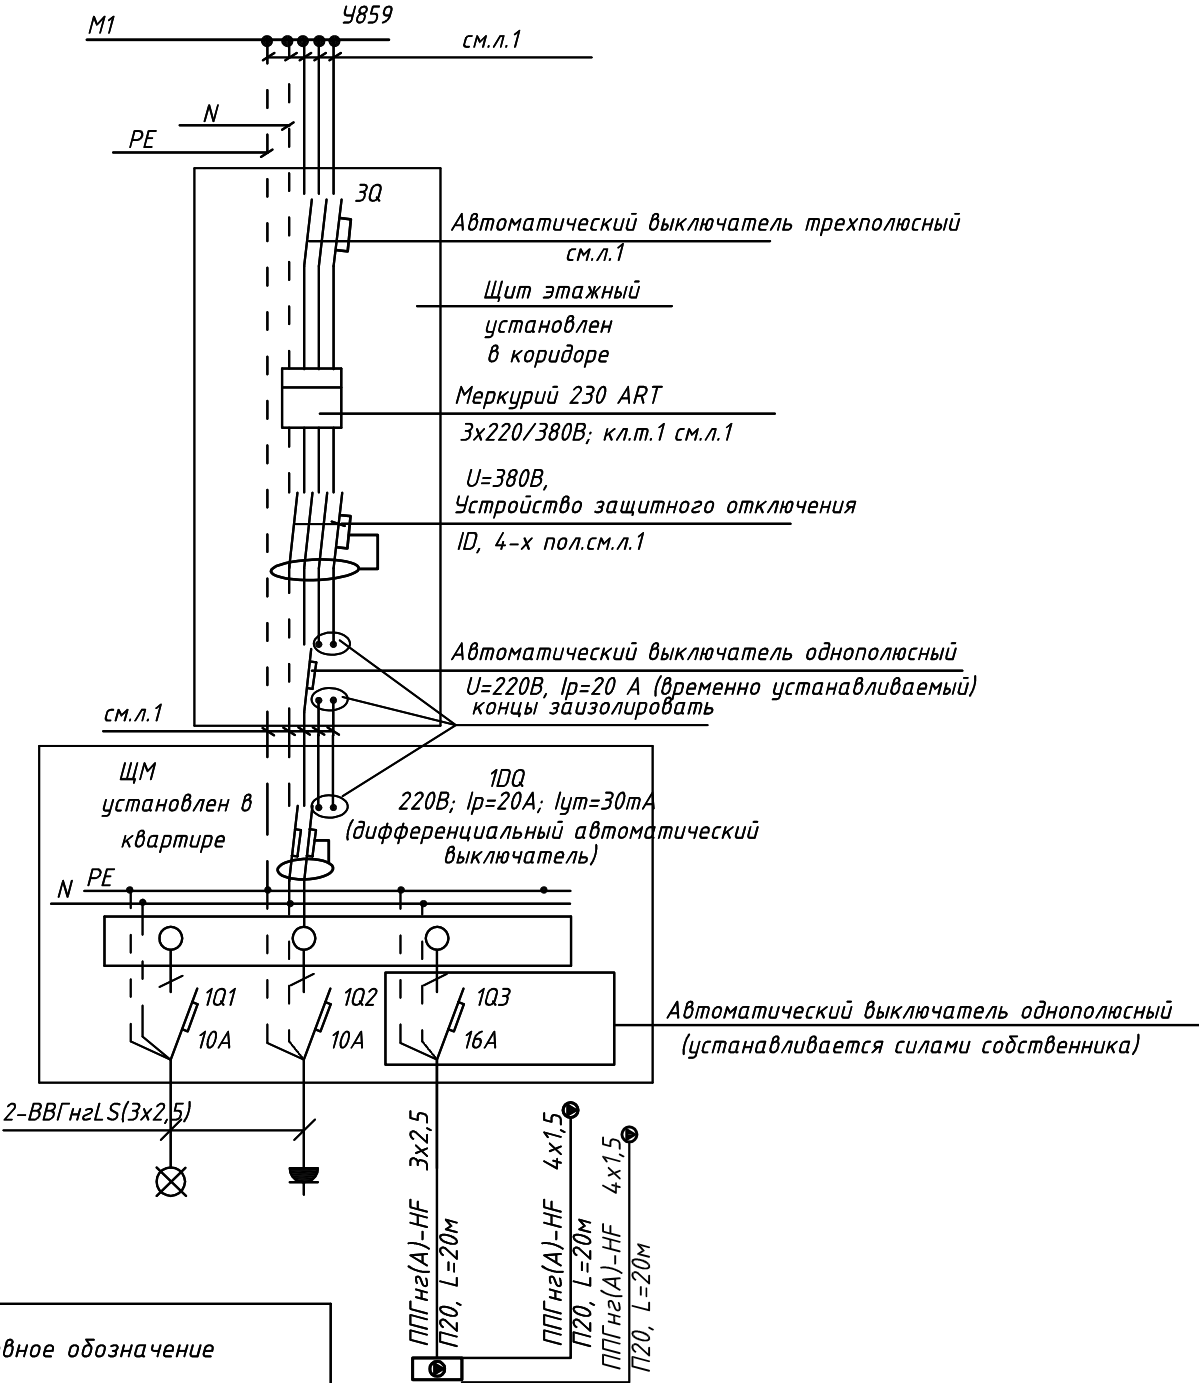 М1
У859
см.л.1
N
PE
3Q
Автоматический выключатель трехполюсный
см.л.1
Щит этажный
установлен
в коридоре
Меркурий 230 ART
3х220/380В; кл.т.1 см.л.1
U=380В,
Устройство защитного отключения
ID, 4-х пол.см.л.1
Автоматический выключатель однополюсный
U=220В, Iр=20 А (временно устанавливаемый)
концы заизолировать
см.л.1
ЩМ
установлен в
квартире
1DQ
220В; Iр=20А; Iут=30mA
(дифференциальный автоматический
выключатель)
PE
N
1Q1
10А
1Q2
10А
1Q3
16А
Автоматический выключатель однополюсный
(устанавливается силами собственника)
2-ВВГнгLS(3х2,5)
ППГнг(А)-HF 3х2,5
П20, L=20м
ППГнг(А)-HF 4х1,5
П20, L=20м
ППГнг(А)-HF 4х1,5
П20, L=20м
вное обозначение